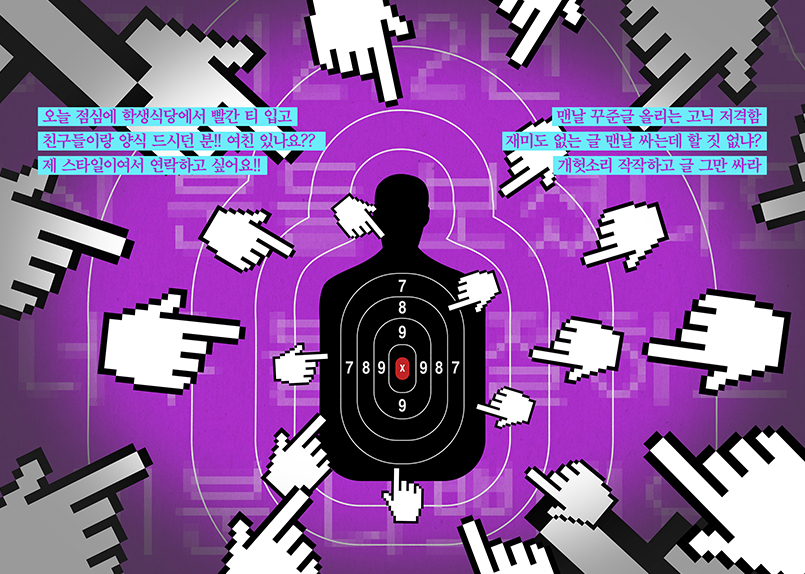 오늘 점심에 학생식당에서 빨간 티 입고
친구들이랑 양식 드시던 분!! 여친 있나요??
제 스타일이여서 연락하고 싶어요!!
맨날 꾸준글 올리는 고닉 저격함
재미도 없는 글 맨날 싸는데 할 짓 없냐?
개헛소리 작작하고 글 그만 싸라
7
8
9
7 8 9 X 9 8 7
9